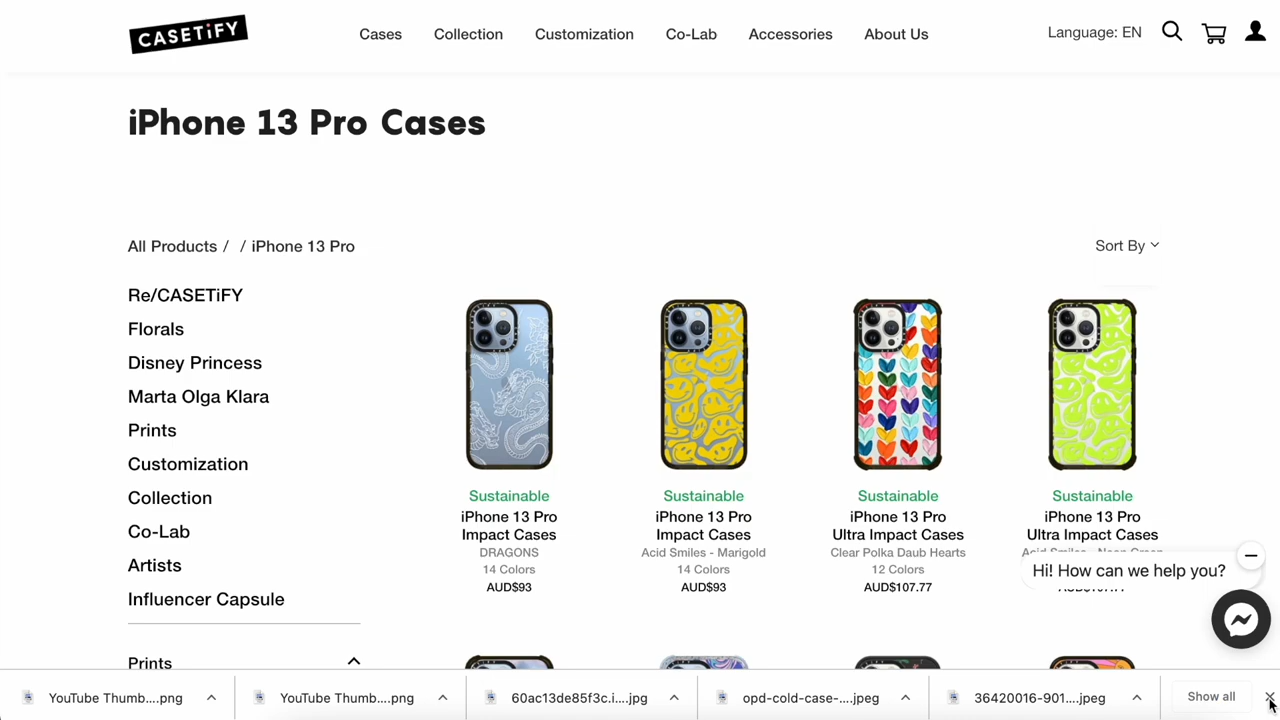 CASETiFY
Cases
Collection
Customization
Co-Lab
Accessories
About Us
Language: EN
iPhone 13 Pro Cases
All Products / / iPhone 13 Pro
Sort By
Re/CASETiFY
Florals
Disney Princess
Marta Olga Klara
Prints
Customization
Collection
Co-Lab
Artists
Influencer Capsule
Prints
Sustainable
iPhone 13 Pro
Impact Cases
DRAGONS
14 Colors
AUD$93
Sustainable
iPhone 13 Pro
Impact Cases
Acid Smiles - Marigold
14 Colors
AUD$93
Sustainable
iPhone 13 Pro
Ultra Impact Cases
Clear Polka Daub Hearts
12 Colors
AUD$107.77
Sustainable
iPhone 13 Pro
Ultra Impact Cases
Hi! How can we help you?
YouTube Thumb....png
YouTube Thumb....png
60ac13de85f3c.i....jpg
opd-cold-case-....jpeg
36420016-901....jpeg
Show all